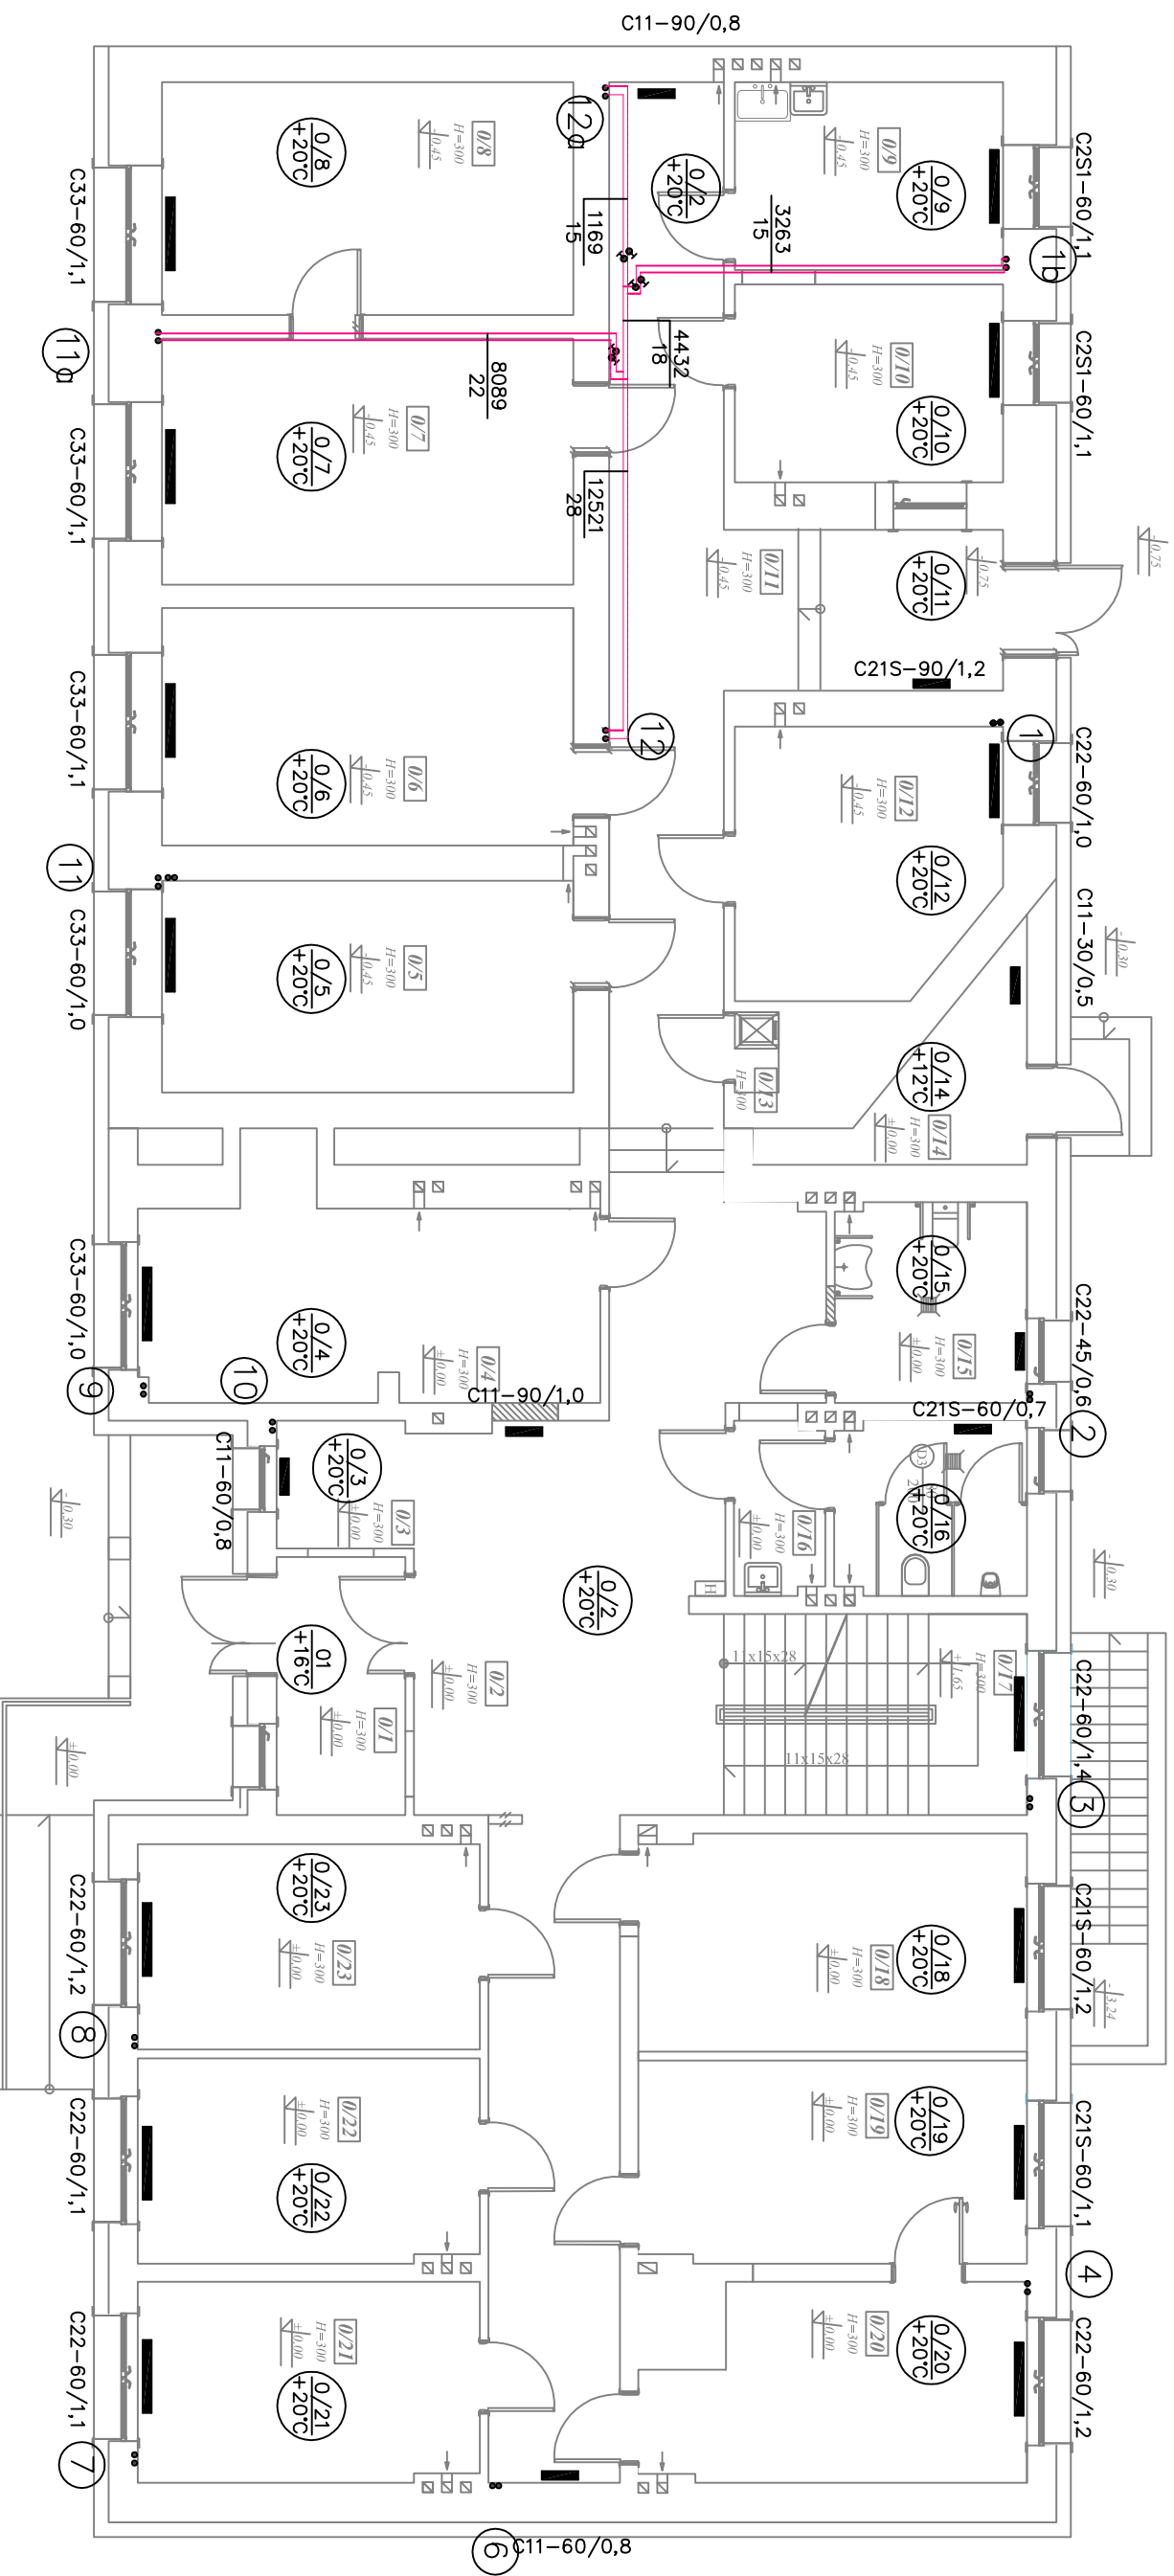 C11-90/0,8
C2S1-60/1,1
C2S1-60/1,1
C22-60/1,0
C11-30/0,5
C22-45/0,6
C21S-60/0,7
C22-60/1,4
C21S-60/1,2
C21S-60/1,1
C22-60/1,2
C11-60/0,8
C33-60/1,1
C33-60/1,1
C33-60/1,1
C33-60/1,0
C33-60/1,0
C11-60/0,8
C22-60/1,2
C22-60/1,1
C22-60/1,1
C21S-90/1,2
C11-90/1,0
1b
1
2
3
4
6
7
8
9
10
11
11a
12
12a
3263
15
1169
15
4432
18
8089
22
12521
28
0/8
+20°C
0/8
H=300
-0.45
0/2
+20°C
0/9
+20°C
0/9
H=300
-0.45
0/7
+20°C
0/7
H=300
-0.45
0/10
+20°C
0/10
H=300
-0.45
0/11
+20°C
0/11
H=300
-0.45
-0.75
-0.75
0/6
+20°C
0/6
H=300
-0.45
0/12
+20°C
0/12
H=300
-0.45
0/5
+20°C
0/5
H=300
-0.45
0/13
H=300
0/14
+12°C
0/14
H=300
±0.00
-0.30
0/4
+20°C
0/4
H=300
±0.00
0/15
+20°C
0/15
H=300
±0.00
0/3
+20°C
0/3
H=300
±0.00
0/16
+20°C
0/16
H=300
±0.00
H
-0.30
-0.30
0/2
+20°C
0/2
H=300
±0.00
01
+16°C
0/1
H=300
±0.00
±0.00
0/17
H=300
+1.65
11x15x28
11x15x28
0/23
+20°C
0/23
H=300
±0.00
0/18
+20°C
0/18
H=300
±0.00
-3.24
0/22
+20°C
0/22
H=300
±0.00
0/19
+20°C
0/19
H=300
±0.00
0/21
+20°C
0/21
H=300
±0.00
0/20
+20°C
0/20
H=300
±0.00